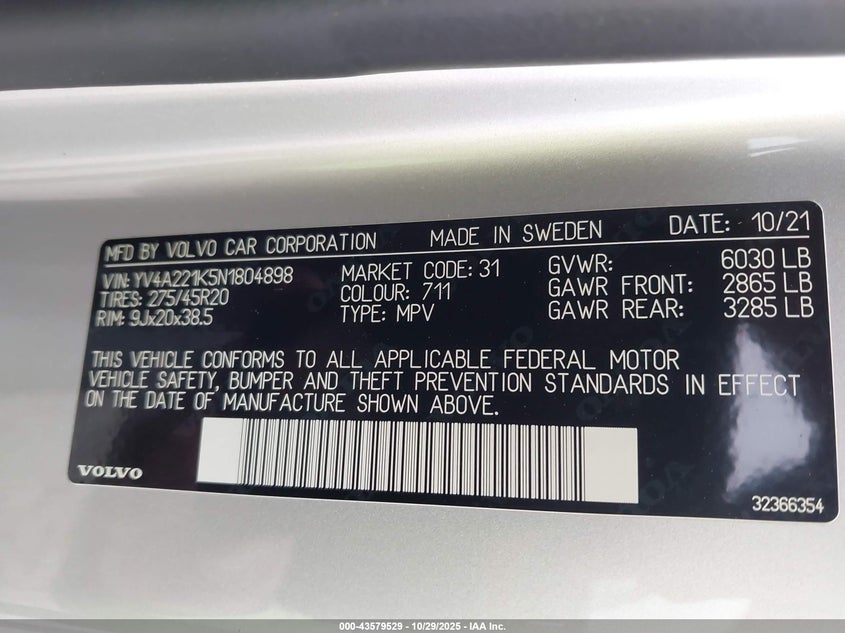 MFD BY VOLVO CAR CORPORATION MADE IN SWEDEN DATE: 10/21
VIN: YV4A221K5N1804898 MARKET CODE: 31 GVWR: 6030 LB
TIRES: 275/45R20 COLOUR: 711 GAWR FRONT: 2865 LB
RIM: 9Jx20x38.5 TYPE: MPV GAWR REAR: 3285 LB
THIS VEHICLE CONFORMS TO ALL APPLICABLE FEDERAL MOTOR
VEHICLE SAFETY, BUMPER AND THEFT PREVENTION STANDARDS IN EFFECT
ON THE DATE OF MANUFACTURE SHOWN ABOVE.
VOLVO
32366354
000-43579529 - 10/29/2025 - IAA Inc.